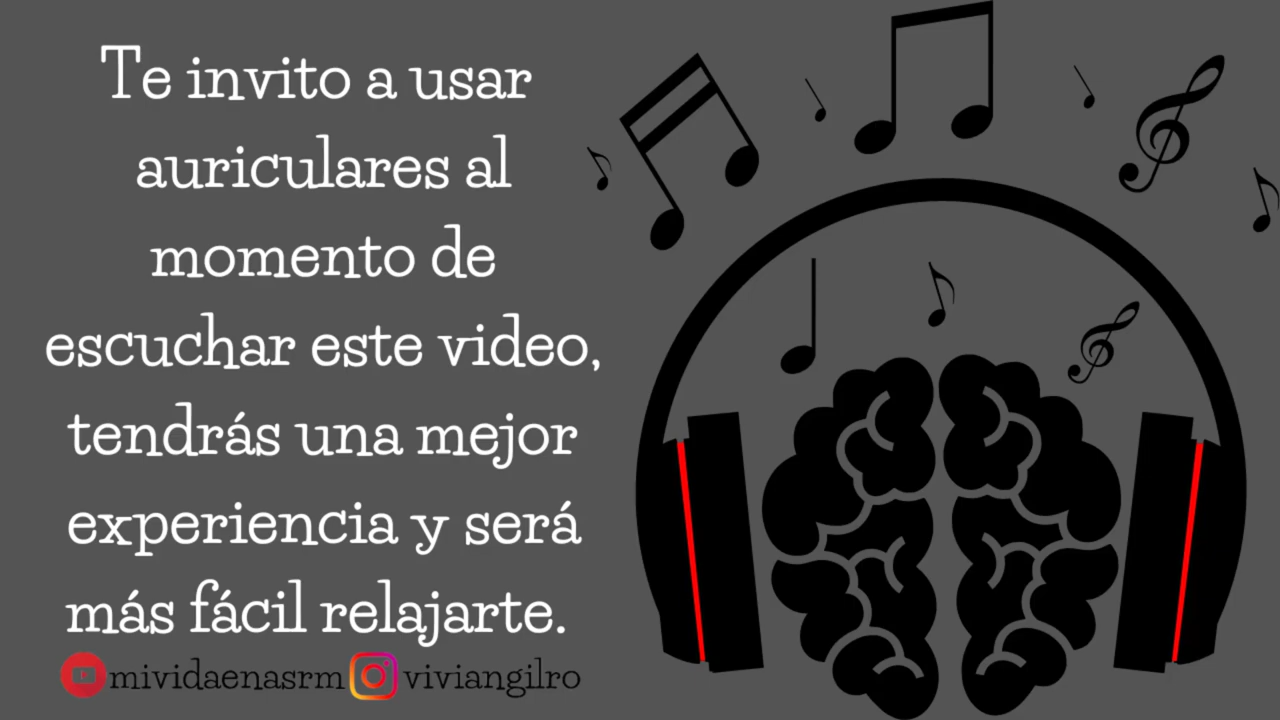 Te invito a usar
auriculares al
momento de
escuchar este video,
tendrás una mejor
experiencia y será
más fácil relajarte.
mividaenasrm viviangilro